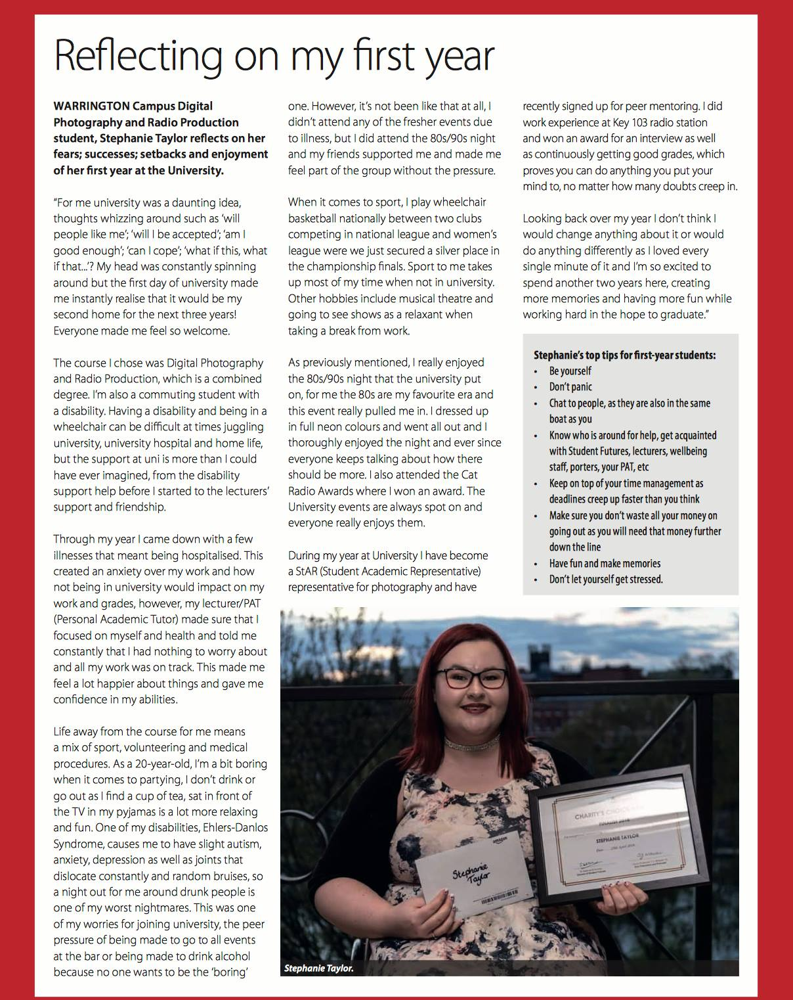 Reflecting on my first year
WARRINGTON Campus Digital
Photography and Radio Production
student, Stephanie Taylor reflects on her
fears; successes; setbacks and enjoyment
of her first year at the University.
“For me university was a daunting idea,
thoughts whizzing around such as ‘will
people like me’; ‘will I be accepted’; ‘am I
good enough’; ‘can I cope’; ‘what if this, what
if that...’? My head was constantly spinning
around but the first day of university made
me instantly realise that it would be my
second home for the next three years!
Everyone made me feel so welcome.
The course I chose was Digital Photography
and Radio Production, which is a combined
degree. I’m also a commuting student with
a disability. Having a disability and being in a
wheelchair can be difficult at times juggling
university, university hospital and home life,
but the support at uni is more than I could
have ever imagined, from the disability
support help before I started to the lecturers’
support and friendship.
Through my year I came down with a few
illnesses that meant being hospitalised. This
created an anxiety over my work and how
not being in university would impact on my
work and grades, however, my lecturer/PAT
(Personal Academic Tutor) made sure that I
focused on myself and health and told me
constantly that I had nothing to worry about
and all my work was on track. This made me
feel a lot happier about things and gave me
confidence in my abilities.
Life away from the course for me means
a mix of sport, volunteering and medical
procedures. As a 20-year-old, I’m a bit boring
when it comes to partying, I don’t drink or
go out as I find a cup of tea, sat in front of
the TV in my pyjamas is a lot more relaxing
and fun. One of my disabilities, Ehlers-Danlos
Syndrome, causes me to have slight autism,
anxiety, depression as well as joints that
dislocate constantly and random bruises, so
a night out for me around drunk people is
one of my worst nightmares. This was one
of my worries for joining university, the peer
pressure of being made to go to all events
at the bar or being made to drink alcohol
because no one wants to be the ‘boring’
one. However, it’s not been like that at all, I
didn’t attend any of the fresher events due
to illness, but I did attend the 80s/90s night
and my friends supported me and made me
feel part of the group without the pressure.
When it comes to sport, I play wheelchair
basketball nationally between two clubs
competing in national league and women’s
league were we just secured a silver place in
the championship finals. Sport to me takes
up most of my time when not in university.
Other hobbies include musical theatre and
going to see shows as a relaxant when
taking a break from work.
As previously mentioned, I really enjoyed
the 80s/90s night that the university put
on, for me the 80s are my favourite era and
this event really pulled me in. I dressed up
in full neon colours and went all out and I
thoroughly enjoyed the night and ever since
everyone keeps talking about how there
should be more. I also attended the Cat
Radio Awards where I won an award. The
University events are always spot on and
everyone really enjoys them.
During my year at University I have become
a StAR (Student Academic Representative)
representative for photography and have
recently signed up for peer mentoring. I did
work experience at Key 103 radio station
and won an award for an interview as well
as continuously getting good grades, which
proves you can do anything you put your
mind to, no matter how many doubts creep in.
Looking back over my year I don’t think I
would change anything about it or would
do anything differently as I loved every
single minute of it and I’m so excited to
spend another two years here, creating
more memories and having more fun while
working hard in the hope to graduate.”
Stephanie’s top tips for first-year students:
• Be yourself
• Don’t panic
• Chat to people, as they are also in the same
boat as you
• Know who is around for help, get acquainted
with Student Futures, lecturers, wellbeing
staff, porters, your PAT, etc
• Keep on top of your time management as
deadlines creep up faster than you think
• Make sure you don’t waste all your money on
going out as you will need that money further
down the line
• Have fun and make memories
• Don’t let yourself get stressed.
amazon
Stephanie
Taylor
CHARITY'S CHOICE
FINALIST 2018
STEPHANIE TAYLOR
Stephanie Taylor.